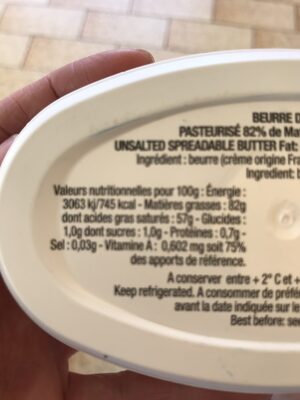 BEURRE D
PASTEURISÉ 82% de Ma
UNSALTED SPREADABLE BUTTER Fat:
Ingrédient : beurre (crème origine Fra
Ingredient: b
Valeurs nutritionnelles pour 100g : Énergie :
3063 kj/745 kcal - Matières grasses : 82g
dont acides gras saturés : 57g - Glucides :
1,0g dont sucres : 1,0g - Protéines : 0,7g -
Sel : 0,03g - Vitamine A : 0,602 mg soit 75%
des apports de référence.
A conserver entre + 2° C et +
Keep refrigerated. A consommer de préfé
avant la date indiquée sur le
Best before: see